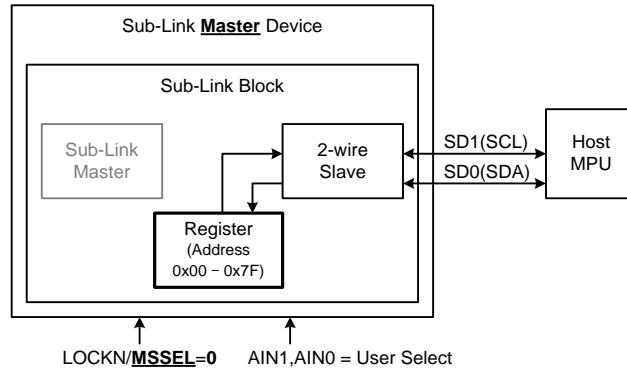 Sub-Link Master Device
Sub-Link Block
Sub-Link
Master
2-wire
Slave
SD1(SCL)
SD0(SDA)
Host
MPU
Register
(Address
0x00 – 0x7F)
LOCKN/MSSEL=0 AIN1,AIN0 = User Select